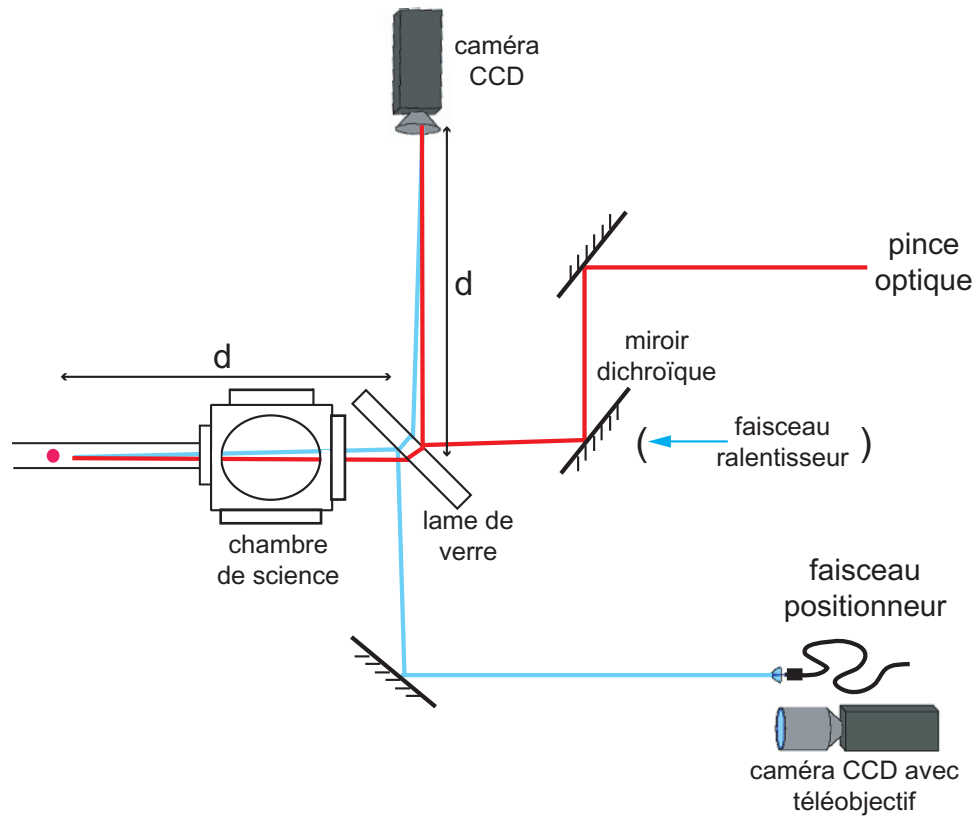 caméra
CCD
d
pince
optique
miroir
dichroïque
d
( faisceau )
ralentisseur
lame de
verre
chambre
de science
faisceau
positionneur
caméra CCD avec
téléobjectif